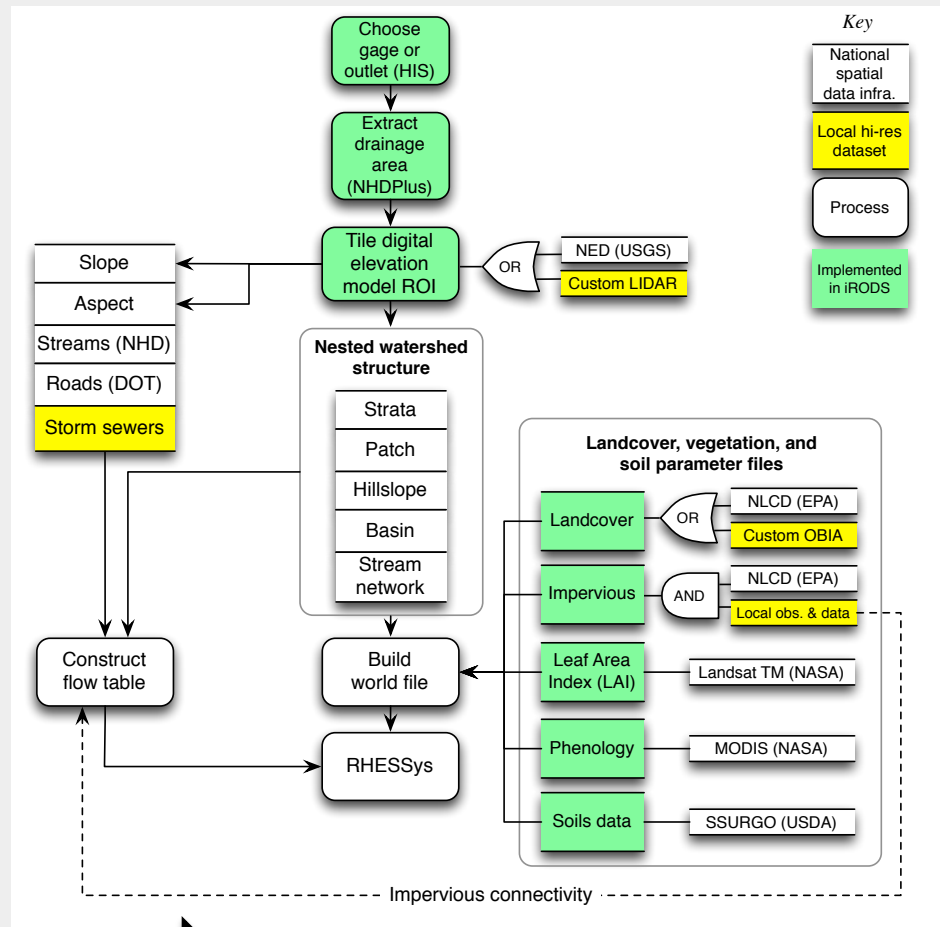 Key
National
spatial
data infra.
Local hi-res
dataset
Process
Implemented
in iRODS
Choose
gage or
outlet (HIS)
Extract
drainage
area
(NHDPlus)
Tile digital
elevation
model ROI
OR
NED (USGS)
Custom LIDAR
Slope
Aspect
Streams (NHD)
Roads (DOT)
Storm sewers
Nested watershed
structure
Strata
Patch
Hillslope
Basin
Stream
network
Landcover, vegetation, and
soil parameter files
Landcover
OR
NLCD (EPA)
Custom OBIA
Impervious
AND
NLCD (EPA)
Local obs. & data
Leaf Area
Index (LAI)
Landsat TM (NASA)
Phenology
MODIS (NASA)
Soils data
SSURGO (USDA)
Construct
flow table
Build
world file
RHESSys
Impervious connectivity